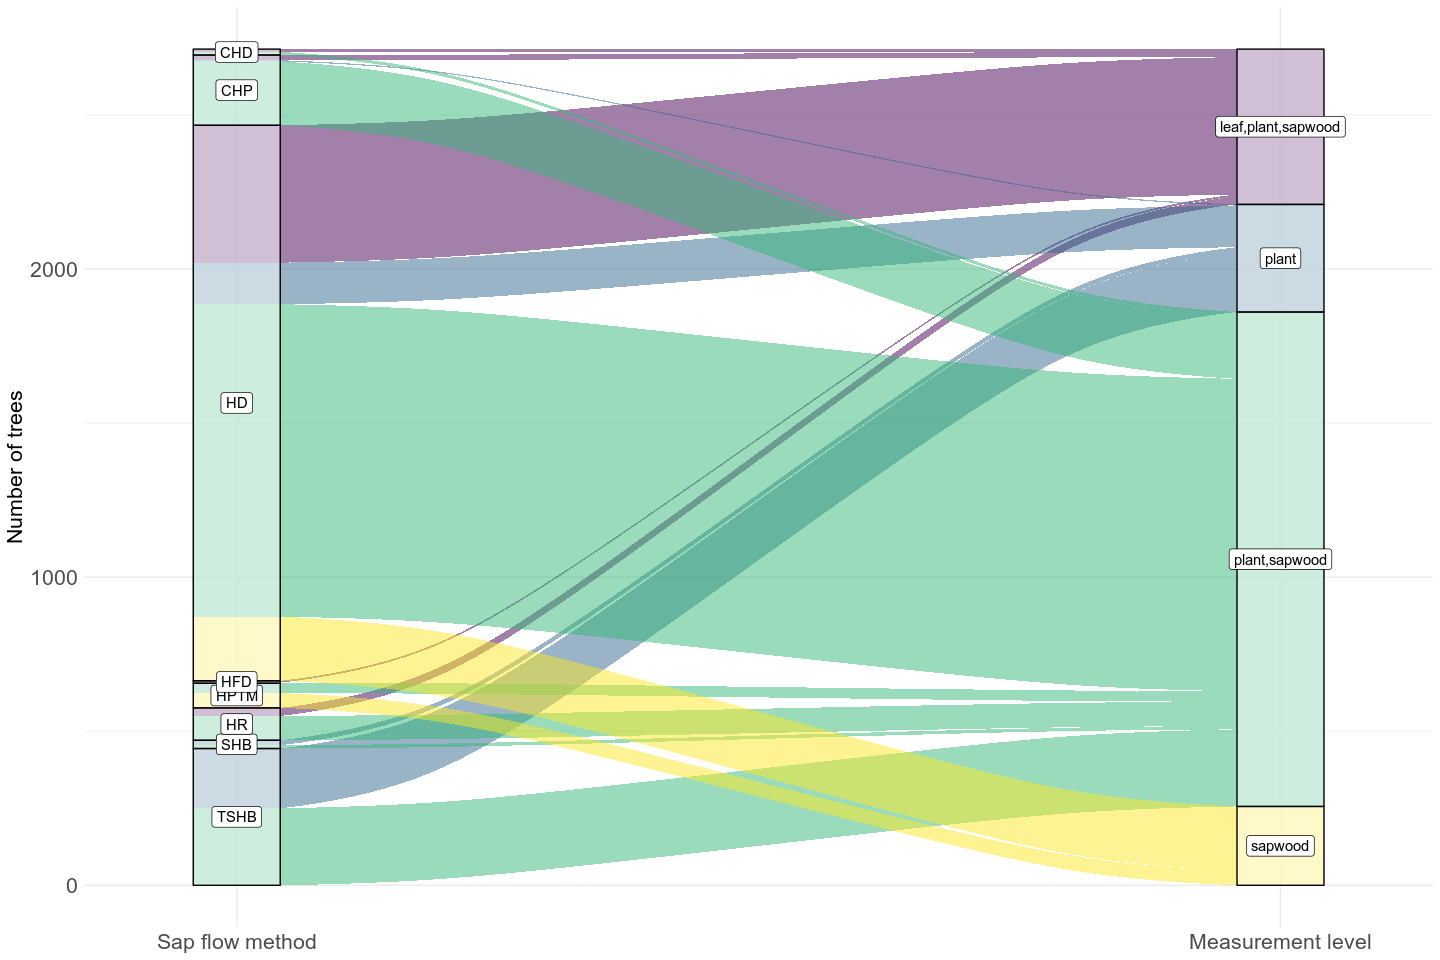 Number of trees
2000
1000
0
CHD
CHP
HD
HFD
HPTM
HR
SHB
TSHB
leaf,plant,sapwood
plant
plant,sapwood
sapwood
Sap flow method
Measurement level